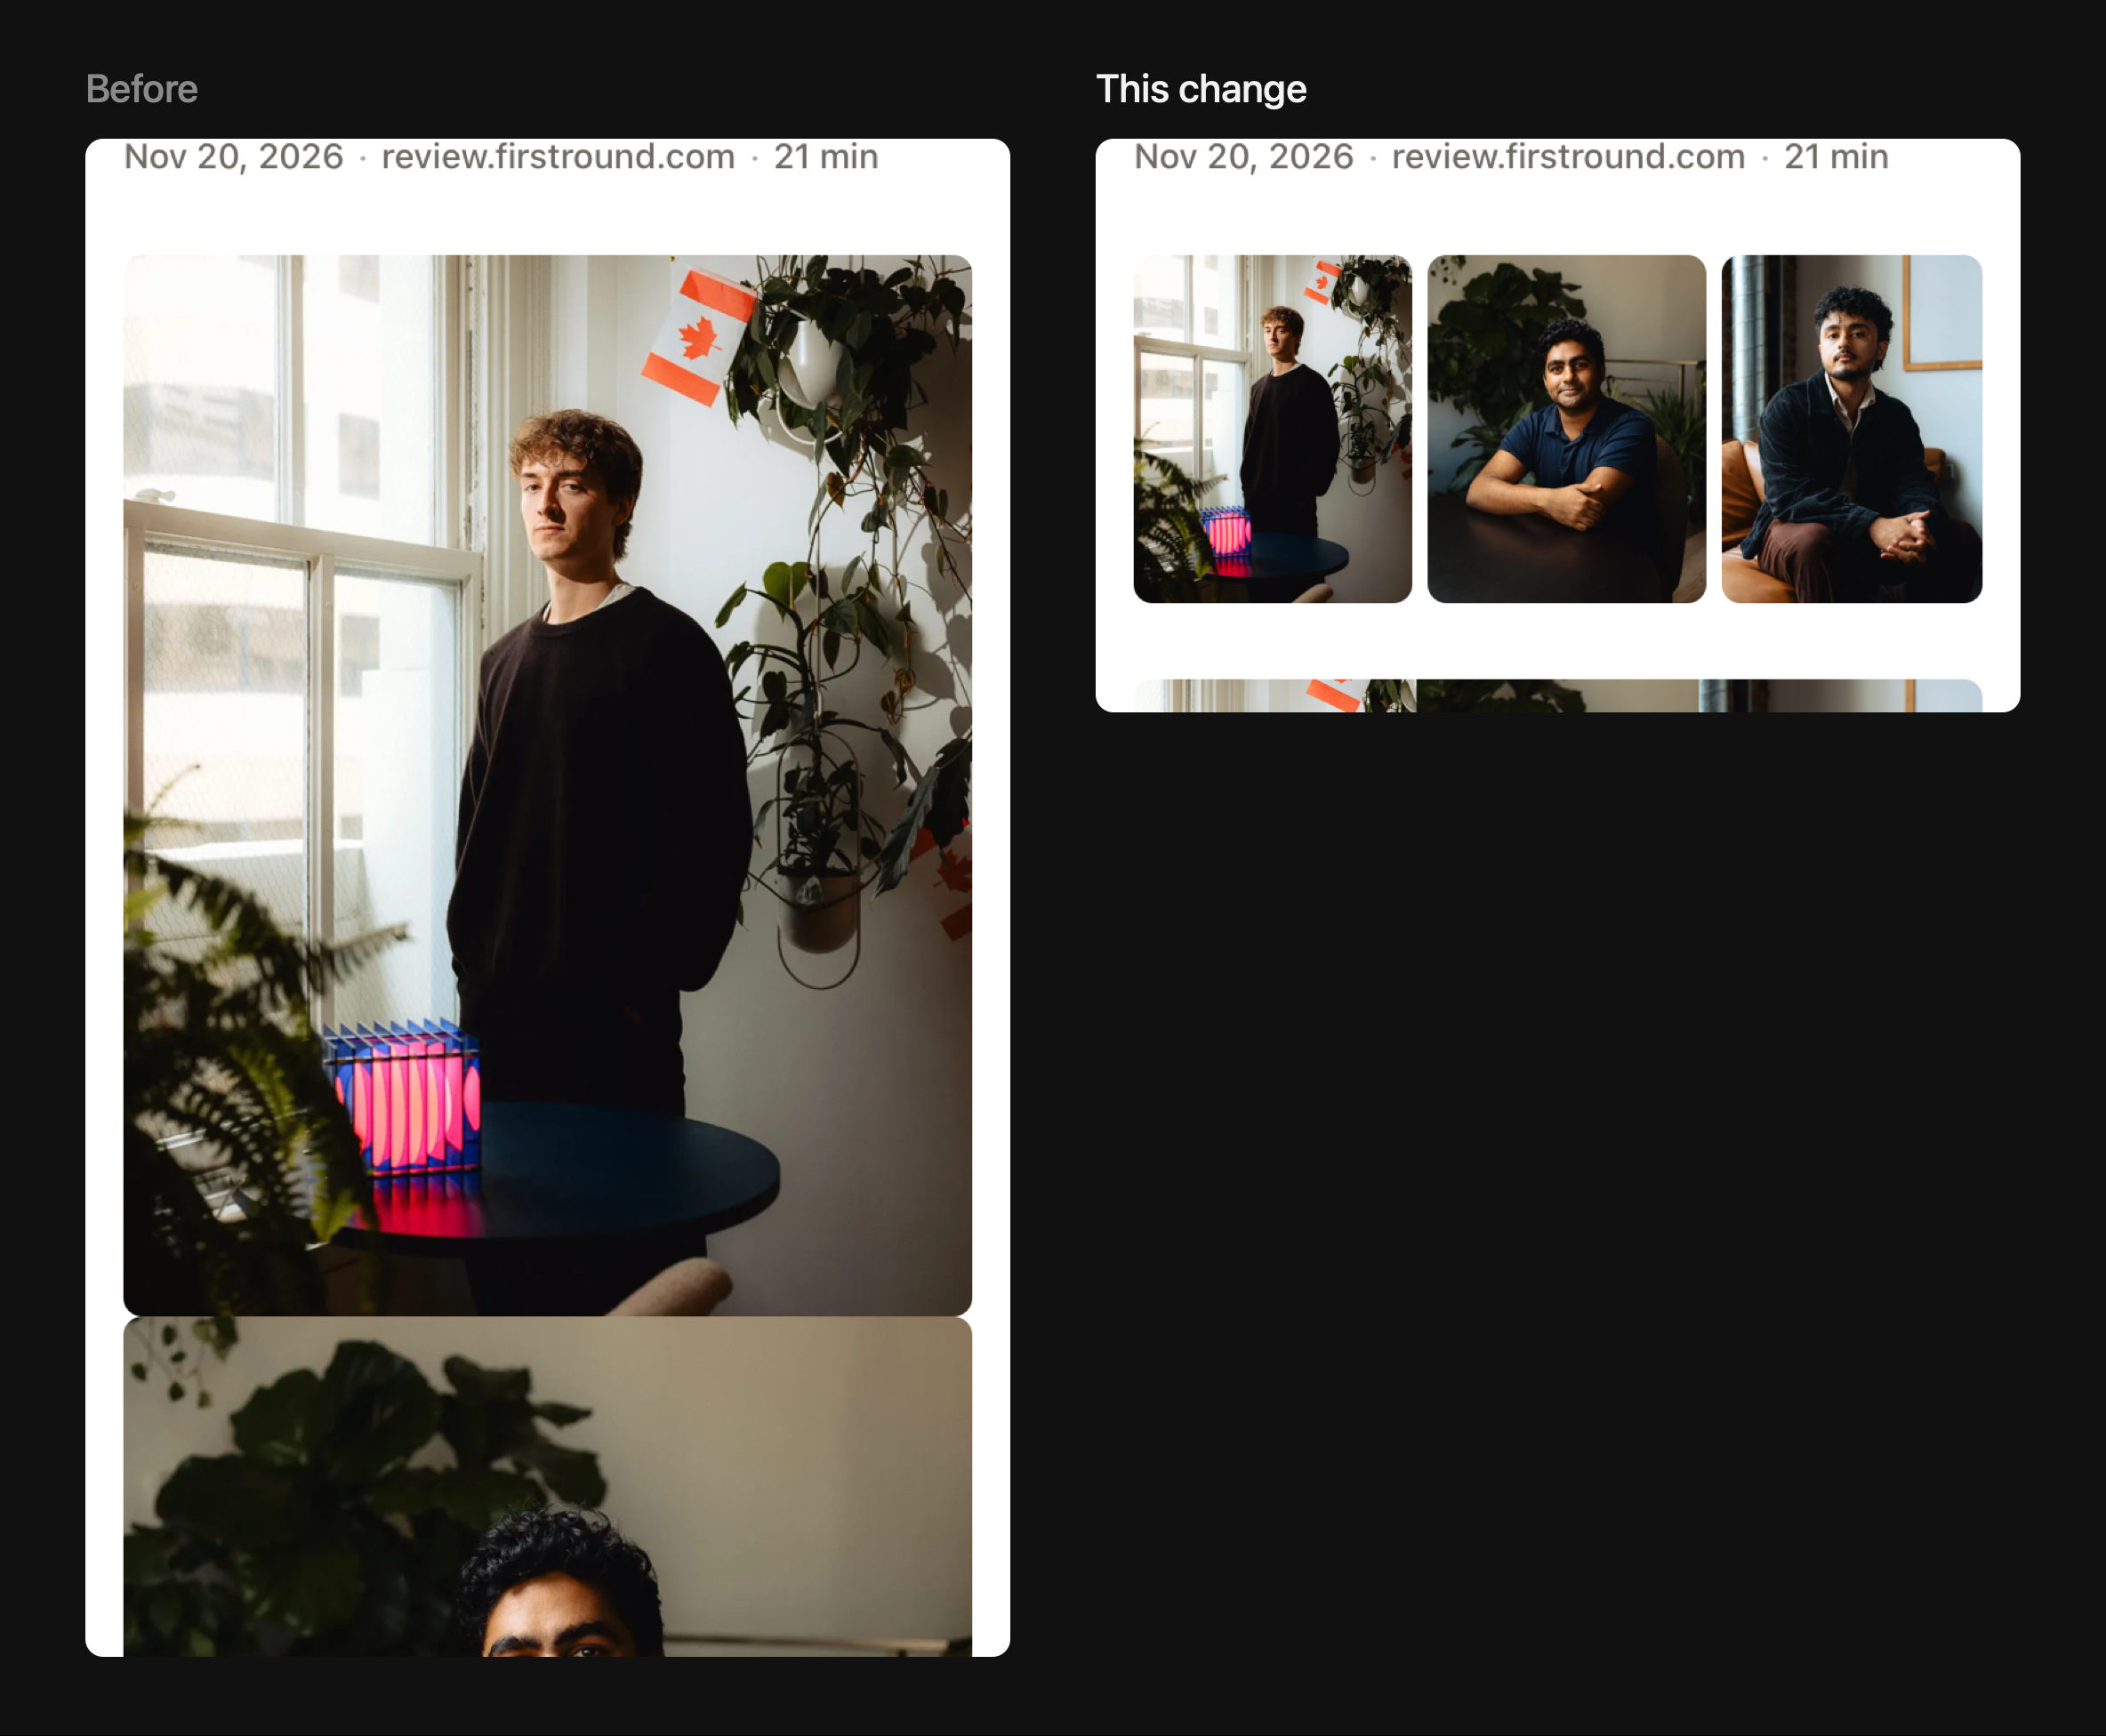 Before
Nov 20, 2026 · review.firstround.com · 21 min
This change
Nov 20, 2026 · review.firstround.com · 21 min